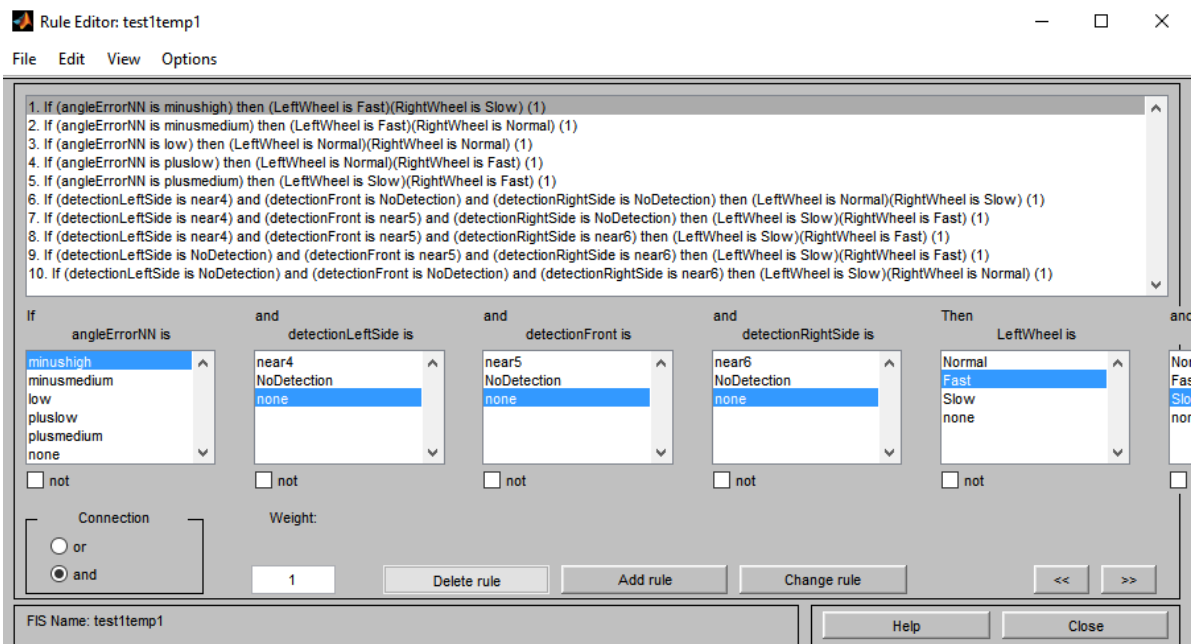 Rule Editor: test1temp1
File Edit View Options
1. If (angleErrorNN is minushigh) then (LeftWheel is Fast)(RightWheel is Slow) (1)
2. If (angleErrorNN is minusmedium) then (LeftWheel is Fast)(RightWheel is Normal) (1)
3. If (angleErrorNN is low) then (LeftWheel is Normal)(RightWheel is Normal) (1)
4. If (angleErrorNN is pluslow) then (LeftWheel is Normal)(RightWheel is Fast) (1)
5. If (angleErrorNN is plusmedium) then (LeftWheel is Slow)(RightWheel is Fast) (1)
6. If (detectionLeftSide is near4) and (detectionFront is NoDetection) and (detectionRightSide is NoDetection) then (LeftWheel is Normal)(RightWheel is Slow) (1)
7. If (detectionLeftSide is near4) and (detectionFront is near5) and (detectionRightSide is NoDetection) then (LeftWheel is Slow)(RightWheel is Fast) (1)
8. If (detectionLeftSide is near4) and (detectionFront is near5) and (detectionRightSide is near6) then (LeftWheel is Slow)(RightWheel is Fast) (1)
9. If (detectionLeftSide is NoDetection) and (detectionFront is near5) and (detectionRightSide is near6) then (LeftWheel is Slow)(RightWheel is Fast) (1)
10. If (detectionLeftSide is NoDetection) and (detectionFront is NoDetection) and (detectionRightSide is near6) then (LeftWheel is Slow)(RightWheel is Normal) (1)
If and and and Then and
angleErrorNN is detectionLeftSide is detectionFront is detectionRightSide is LeftWheel is
minushigh near4 near5 near6 Normal Nor
minusmedium NoDetection NoDetection NoDetection Fast Fas
low none none none Slow Slo
pluslow none nor
plusmedium
none
not not not not not
Connection Weight:
or
and 1 Delete rule Add rule Change rule << >>
FIS Name: test1temp1 Help Close